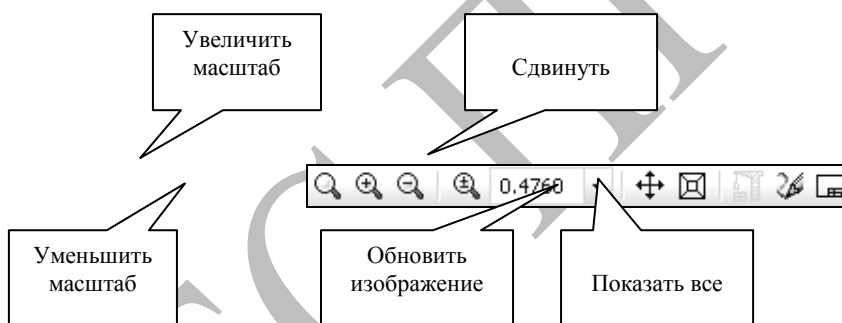 Увеличить
масштаб
Сдвинуть
0.4760
Уменьшить
масштаб
Обновить
изображение
Показать все